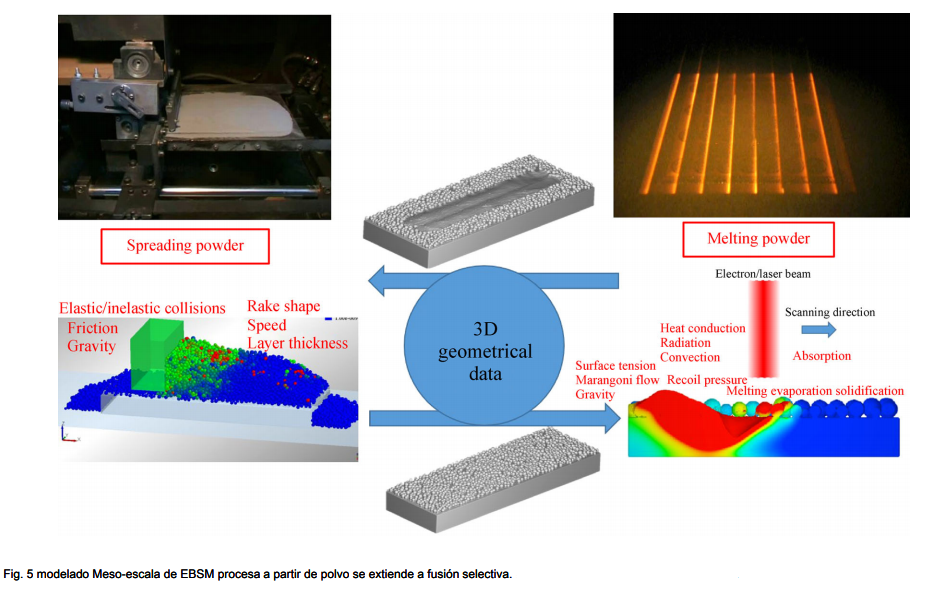 Spreading powder
Melting powder
Elastic/inelastic collisions
Friction
Gravity
Rake shape
Speed
Layer thickness
3D
geometrical
data
Electron/laser beam
Scanning direction
Heat conduction
Radiation
Convection
Absorption
Surface tension
Marangoni flow
Gravity
Recoil pressure
Melting evaporation solidification
Fig. 5 modelado Meso-escala de EBSM procesa a partir de polvo se extiende a fusión selectiva.